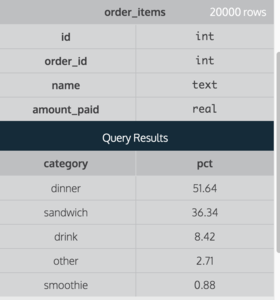 order_items 20000 rows
id int
order_id int
name text
amount_paid real
Query Results
category pct
dinner 51.64
sandwich 36.34
drink 8.42
other 2.71
smoothie 0.88